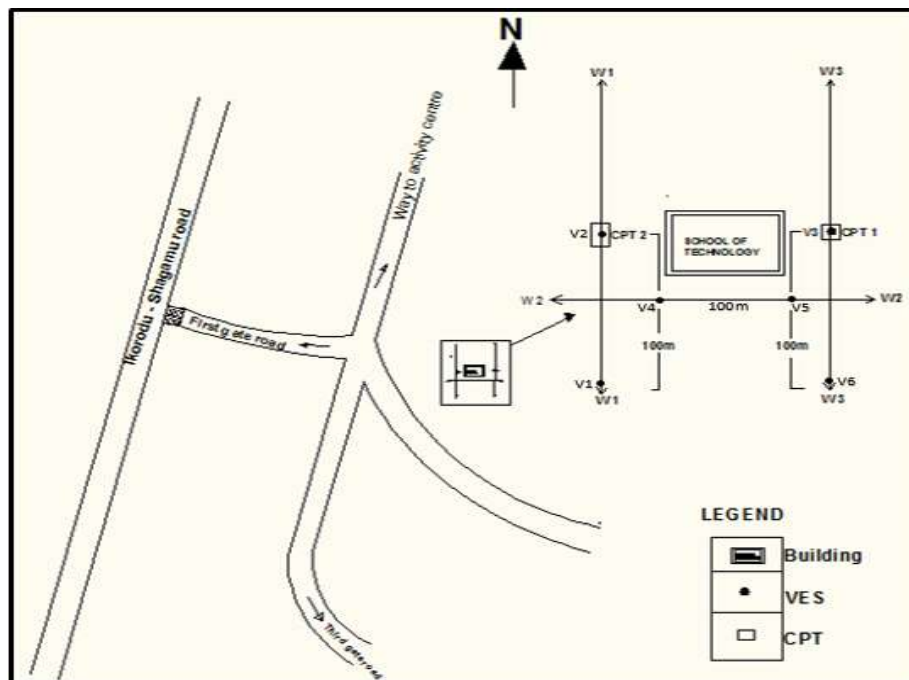 N
W1
W3
Way to activity centre
Ikorodu - Shagamu road
V2
CPT 2
SCHOOL OF
TECHNOLOGY
V3
CPT 1
W2
W2
V4
100m
V5
First gate road
100m
100m
V1
W1
V6
W3
LEGEND
Building
VES
CPT
Third gate road